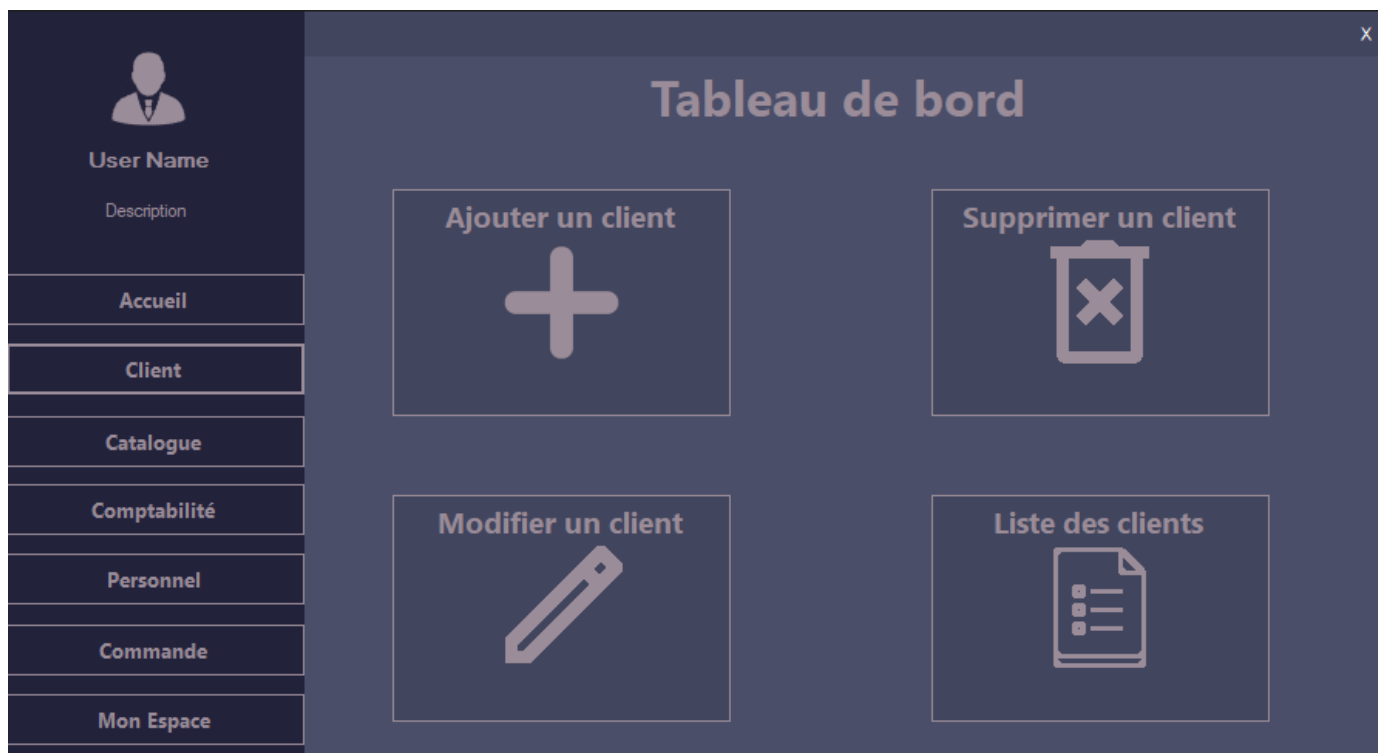 X
User Name
Description
Accueil
Client
Catalogue
Comptabilité
Personnel
Commande
Mon Espace
Tableau de bord
Ajouter un client
Supprimer un client
Modifier un client
Liste des clients